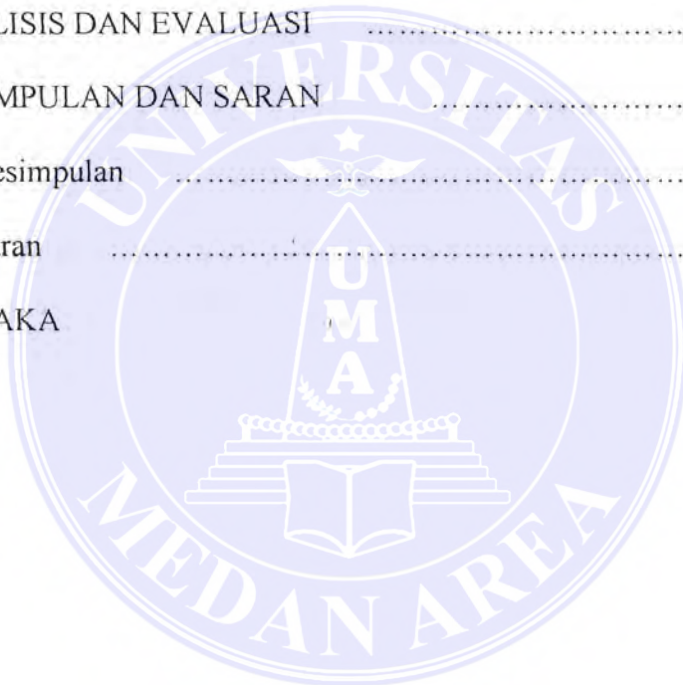 LISIS DAN EVALUASI ..................................
MPULAN DAN SARAN ..........................
esimpulan ......................................................
ran ..............................................................
AKA
UNIVERSITAS
UMA
MEDAN AREA